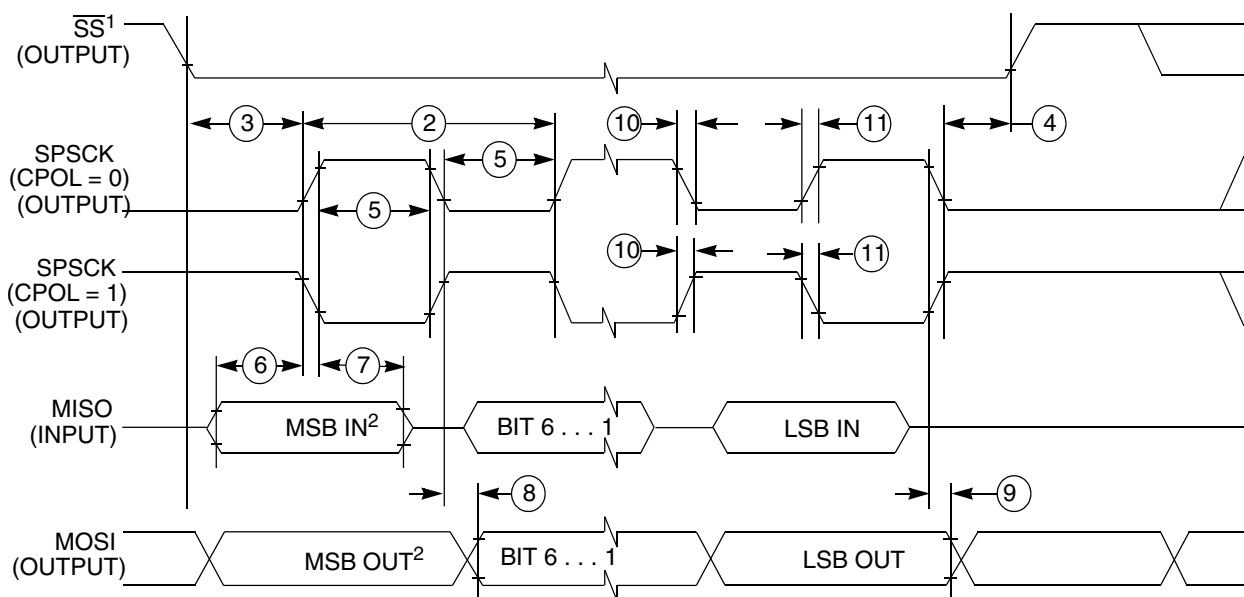 SS¹
(OUTPUT)
3
2
10
11
4
SPSCK
(CPOL = 0)
(OUTPUT)
5
5
SPSCK
(CPOL = 1)
(OUTPUT)
10
11
6
7
MISO
(INPUT)
MSB IN²
BIT 6 . . . 1
LSB IN
8
9
MOSI
(OUTPUT)
MSB OUT²
BIT 6 . . . 1
LSB OUT